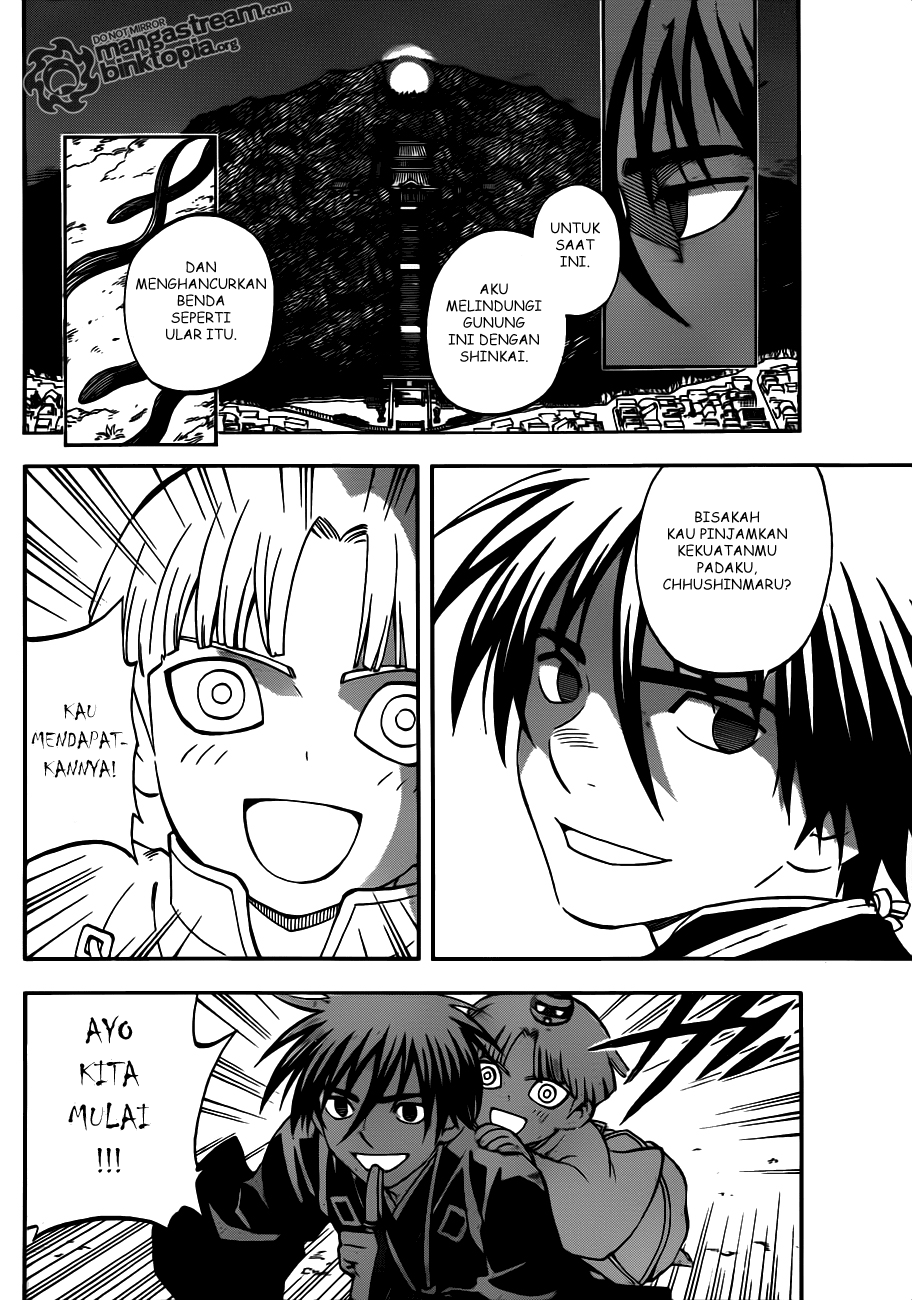 DO NOT MIRROR
mangastream.com
binktopia.org
UNTUK
SAAT
INI.
AKU
MELINDUNGI
GUNUNG
INI DENGAN
SHINKAI.
DAN
MENGHANCURKAN
BENDA
SEPERTI
ULAR ITU.
BISAKAH
KAU PINJAMKAN
KEKUATANMU
PADAKU,
CHHUSHINMARU?
KAU
MENDAPAT-
KANNYA!
AYO
KITA
MULAI
!!!